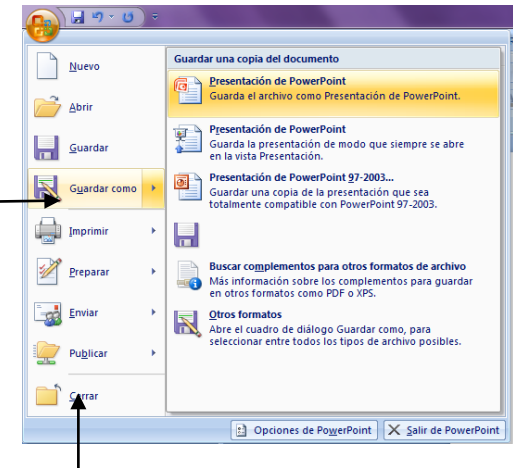 Nuevo
Abrir
Guardar
Guardar como
Imprimir
Preparar
Enviar
Publicar
Cerrar
Guardar una copia del documento
Presentación de PowerPoint
Guarda el archivo como Presentación de PowerPoint.
Presentación de PowerPoint
Guarda la presentación de modo que siempre se abre
en la vista Presentación.
Presentación de PowerPoint 97-2003...
Guardar una copia de la presentación que sea
totalmente compatible con PowerPoint 97-2003.
Buscar complementos para otros formatos de archivo
Más información sobre los complementos para guardar
en otros formatos como PDF o XPS.
Otros formatos
Abre el cuadro de diálogo Guardar como, para
seleccionar entre todos los tipos de archivo posibles.
Opciones de PowerPoint
Salir de PowerPoint